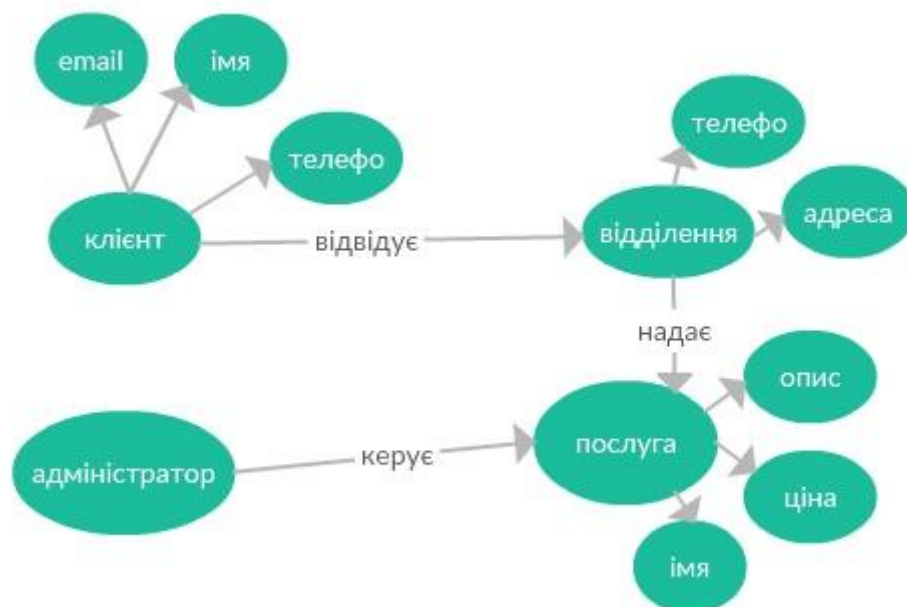 email
імя
телефо
телефо
адреса
клієнт
відвідує
відділення
надає
опис
адміністратор
керує
послуга
ціна
імя